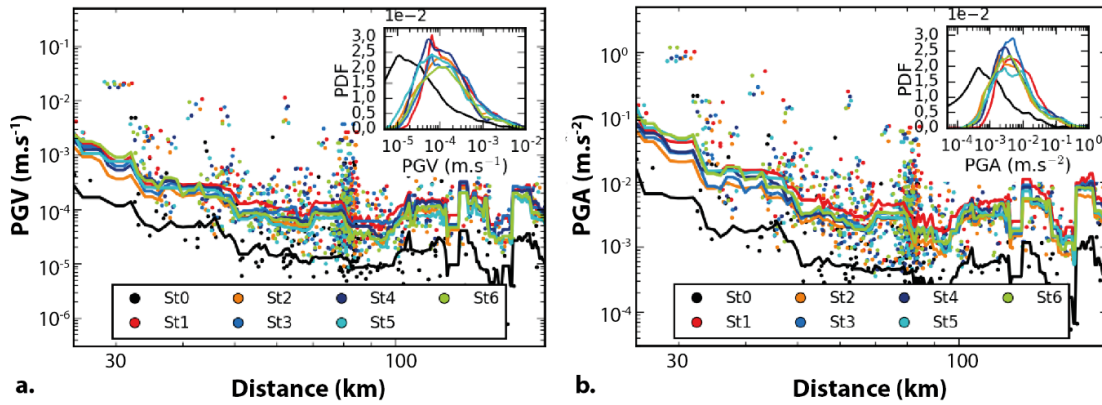 a.
PGV (m.s⁻¹)
10⁻¹
10⁻²
10⁻³
10⁻⁴
10⁻⁵
10⁻⁶
30
100
Distance (km)
1e−2
PDF
3,0
2,5
2,0
1,5
1,0
0,5
0,0
10⁻⁵ 10⁻⁴ 10⁻³ 10⁻²
PGV (m.s⁻¹)
St0 St2 St4 St6
St1 St3 St5
b.
PGA (m.s⁻²)
10⁰
10⁻¹
10⁻²
10⁻³
10⁻⁴
30
100
Distance (km)
1e−2
PDF
3,0
2,5
2,0
1,5
1,0
0,5
0,0
10⁻⁴ 10⁻³ 10⁻² 10⁻¹ 10⁰
PGA (m.s⁻²)
St0 St2 St4 St6
St1 St3 St5